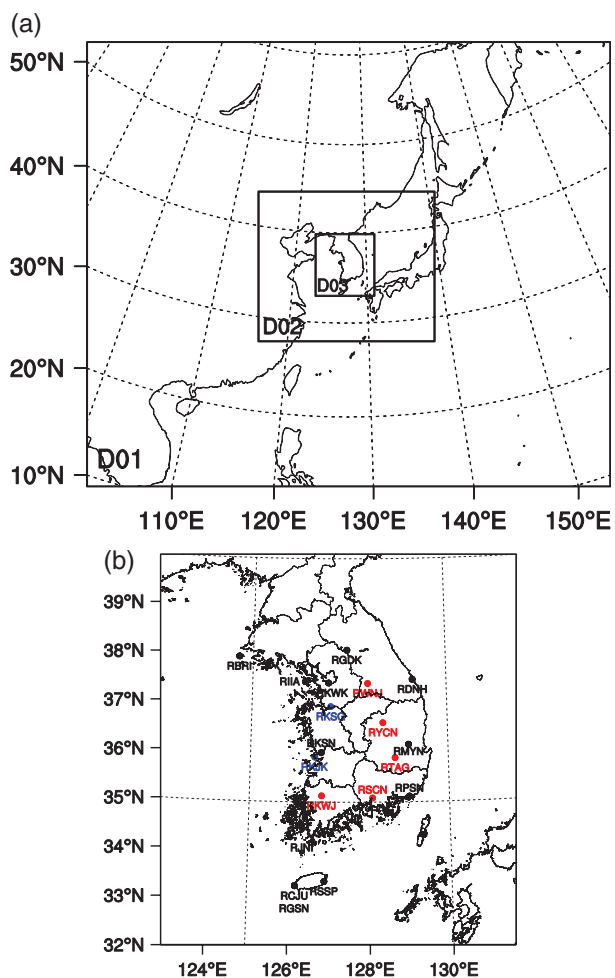 (a)
50°N
40°N
30°N
20°N
10°N
D03
D02
D01
110°E 120°E 130°E 140°E 150°E
(b)
39°N
38°N
37°N
36°N
35°N
34°N
33°N
32°N
RGDK
RBRI
RIIA
RKWK
RDNH
RKSG
RYCN
RKSN
RMYN
RTAG
RSCN
RPSN
RKWJ
RJNI
RCJU RSSP
RGSN
124°E 126°E 128°E 130°E